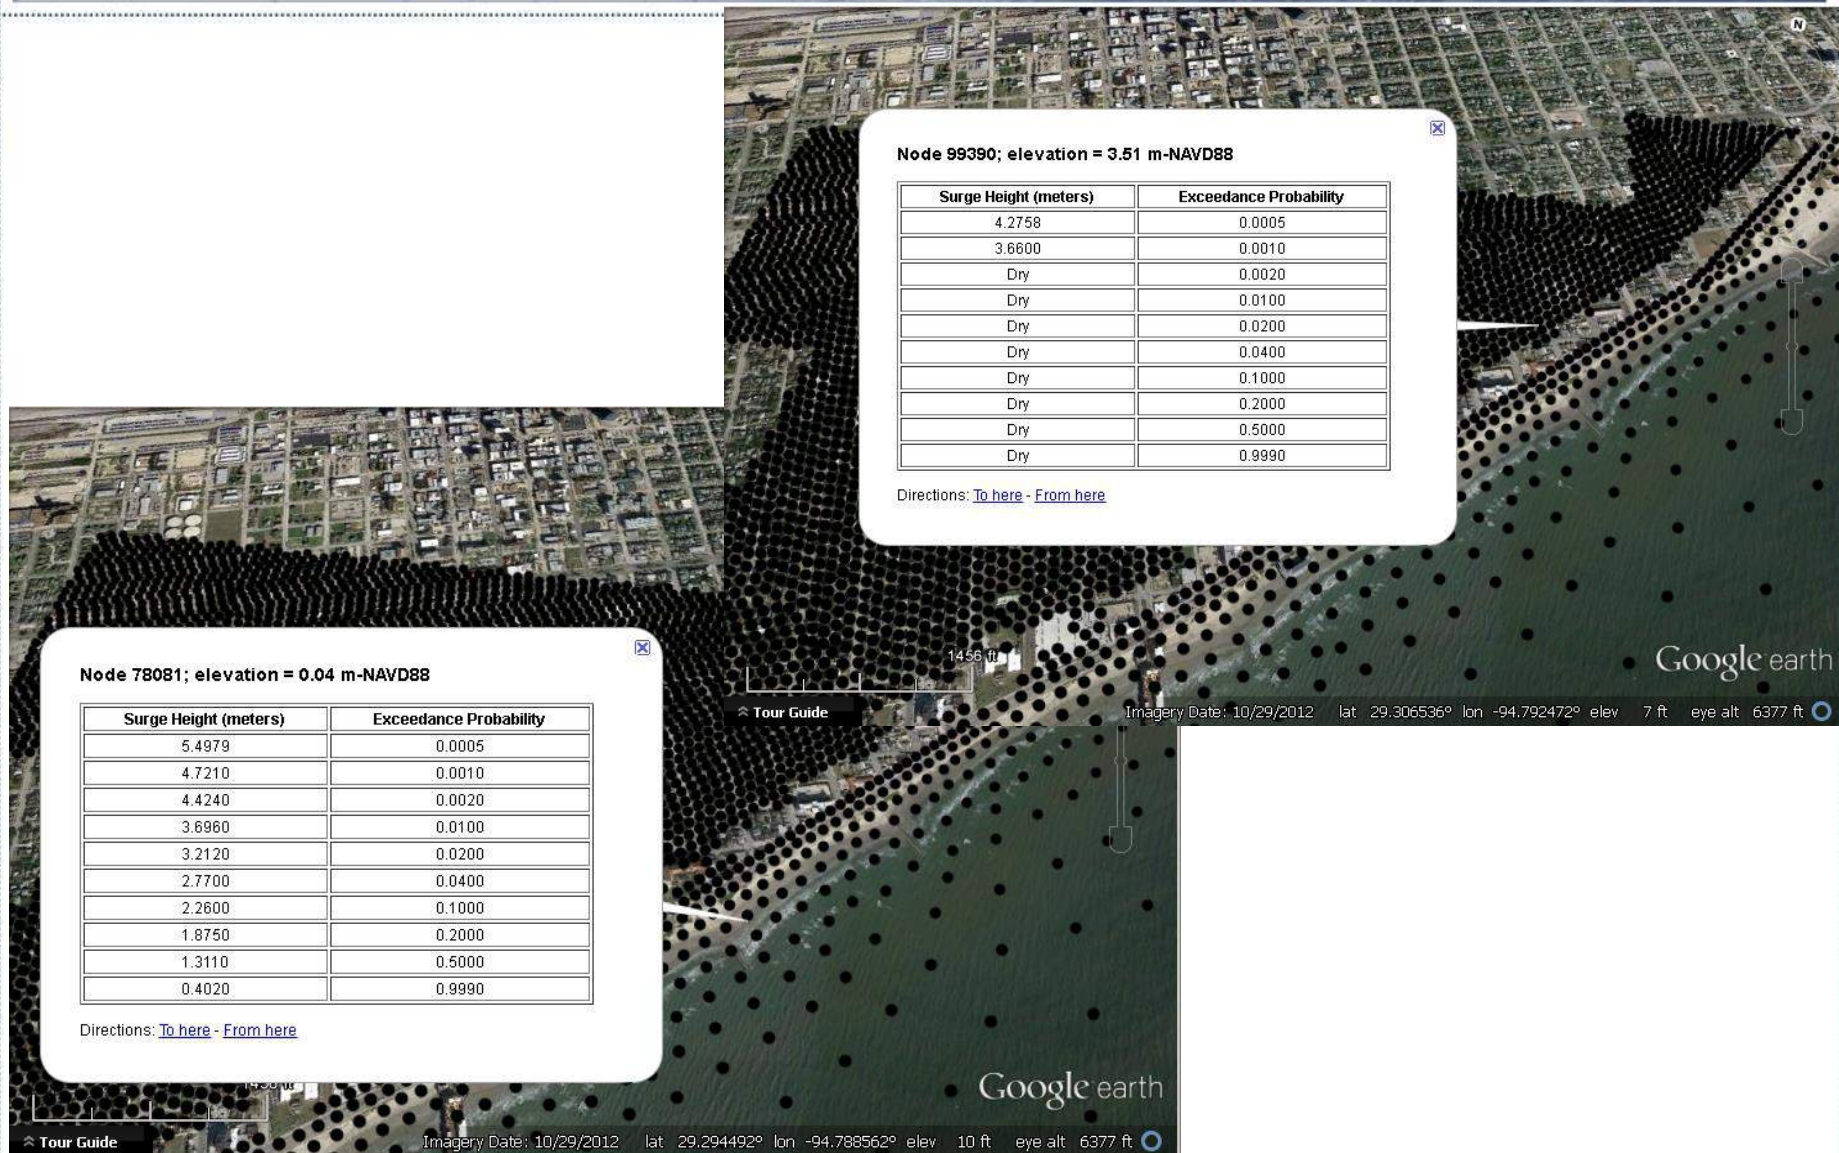 N
Node 99390; elevation = 3.51 m-NAVD88
Surge Height (meters) Exceedance Probability
4.2758 0.0005
3.6600 0.0010
Dry 0.0020
Dry 0.0100
Dry 0.0200
Dry 0.0400
Dry 0.1000
Dry 0.2000
Dry 0.5000
Dry 0.9990
Directions: To here - From here
1456 ft
Google earth
Tour Guide Imagery Date: 10/29/2012 lat 29.306536° lon -94.792472° elev 7 ft eye alt 6377 ft
Node 78081; elevation = 0.04 m-NAVD88
Surge Height (meters) Exceedance Probability
5.4979 0.0005
4.7210 0.0010
4.4240 0.0020
3.6960 0.0100
3.2120 0.0200
2.7700 0.0400
2.2600 0.1000
1.8750 0.2000
1.3110 0.5000
0.4020 0.9990
Directions: To here - From here
Google earth
Tour Guide Imagery Date: 10/29/2012 lat 29.294492° lon -94.788562° elev 10 ft eye alt 6377 ft